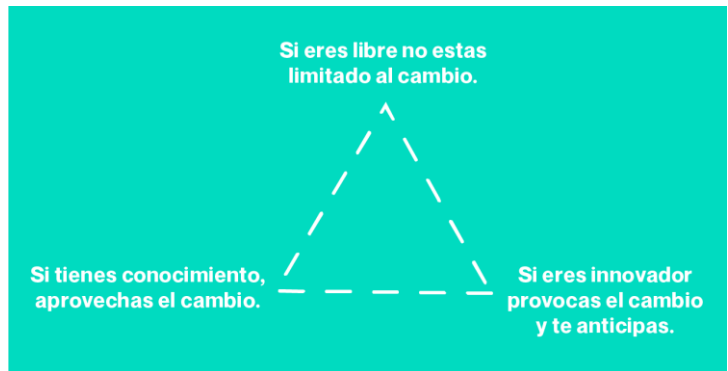 Si eres libre no estas
limitado al cambio.
Si tienes conocimiento,
aprovechas el cambio.
Si eres innovador
provocas el cambio
y te anticipas.